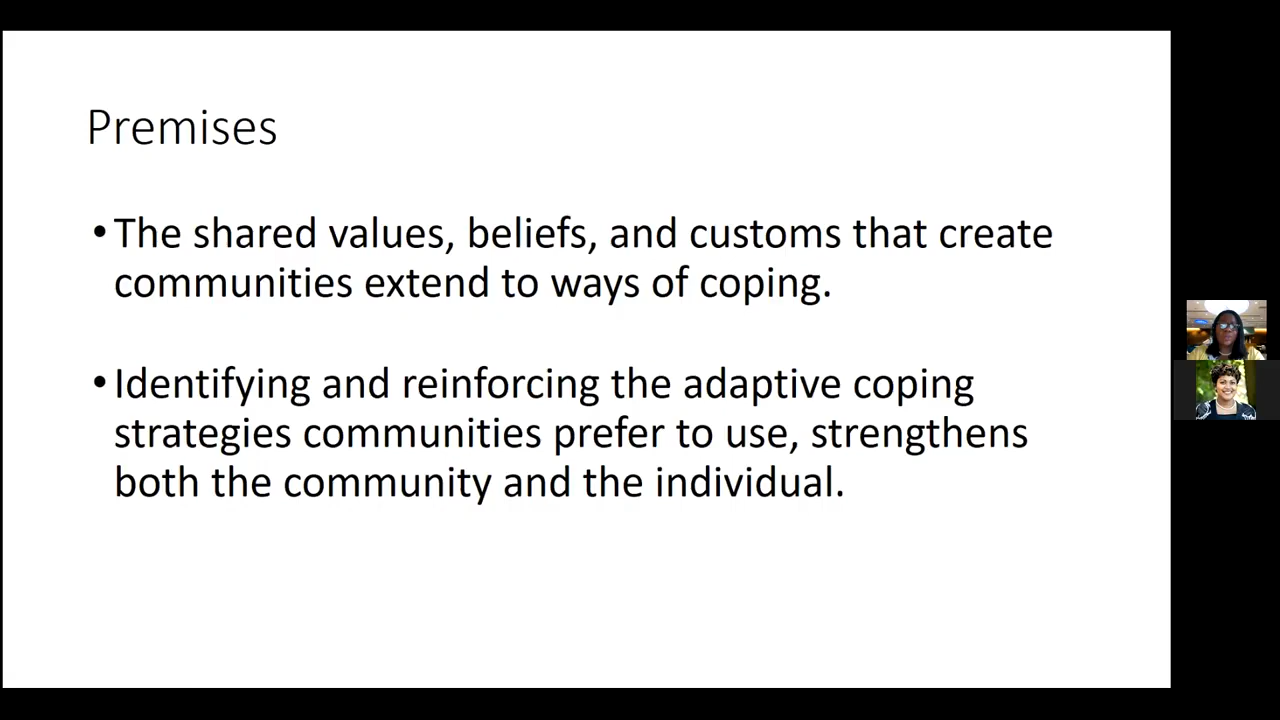 Premises
•The shared values, beliefs, and customs that create
communities extend to ways of coping.
•Identifying and reinforcing the adaptive coping
strategies communities prefer to use, strengthens
both the community and the individual.